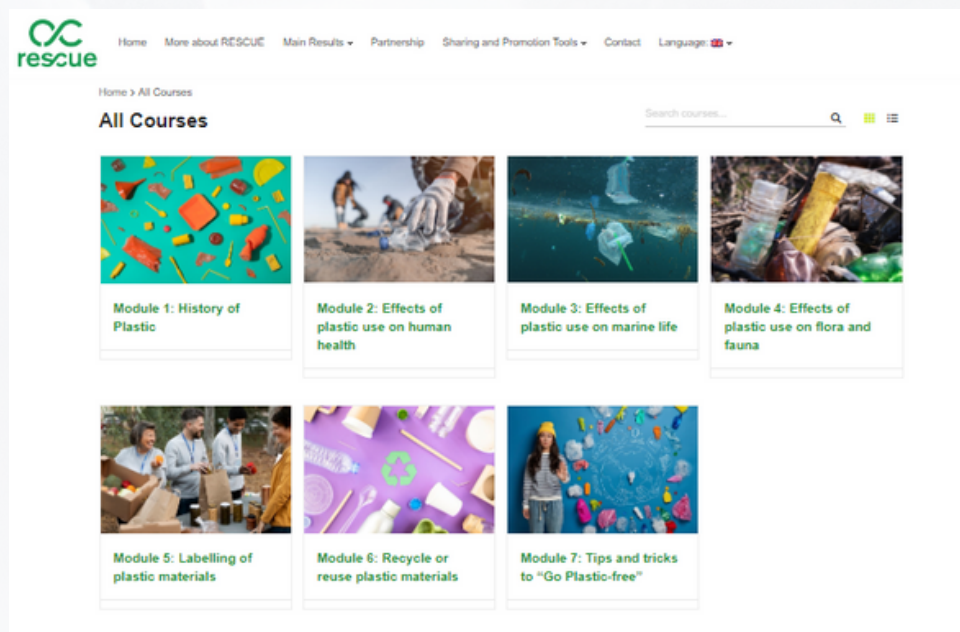 rescue
Home More about RESCUE Main Results Partnership Sharing and Promotion Tools Contact Language:
Home > All Courses
All Courses
Search courses...
Module 1: History of
Plastic
Module 2: Effects of
plastic use on human
health
Module 3: Effects of
plastic use on marine life
Module 4: Effects of
plastic use on flora and
fauna
Module 5: Labelling of
plastic materials
Module 6: Recycle or
reuse plastic materials
Module 7: Tips and tricks
to “Go Plastic-free”